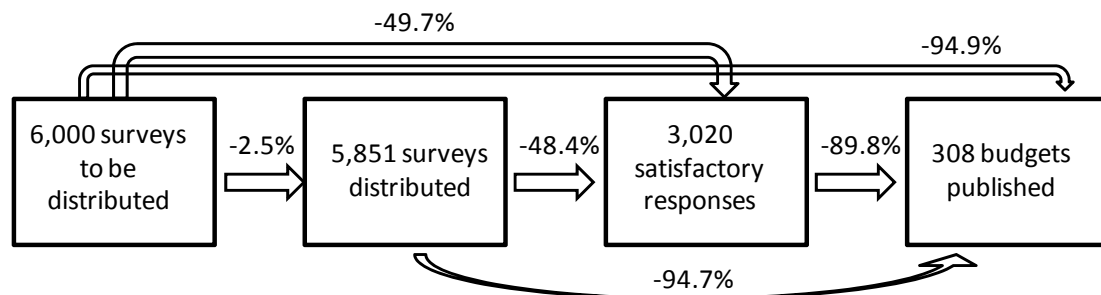 -49.7%
-94.9%
6,000 surveys
to be
distributed
-2.5%
5,851 surveys
distributed
-48.4%
3,020
satisfactory
responses
-89.8%
308 budgets
published
-94.7%